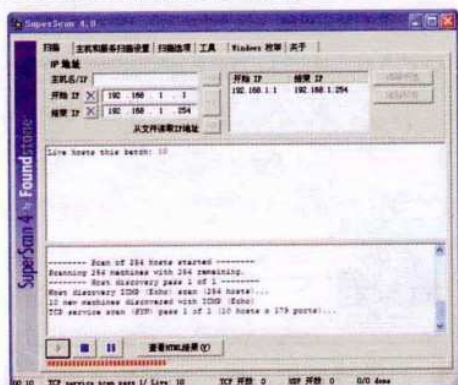 SuperScan 4.0
扫描 主机和服务扫描设置 扫描选项 工具 Windows 枚举 关于
IP 地址
主机名/IP
开始 IP X 192 .168 . 1 . 1
结束 IP X 192 .168 . 1 .254
从文件读取IP地址
开始 IP 结束 IP
192.168.1.1 192.168.1.254
Live hosts this batch: 10
-------- Scan of 254 hosts started --------
Scanning 254 machines with 254 remaining.
-------- Host discovery pass 1 of 1 --------
Host discovery ICMP (Echo) scan (254 hosts)...
10 new machines discovered with ICMP (Echo)
TCP service scan (SYN) pass 1 of 1 (10 hosts x 179 ports)...
查看HTML结果(V)
SuperScan 4 by Foundstone
00:10 TCP service scan pass 1/ Live: 10 TCP 开放: 0 UDP 开放: 0 0/0 done